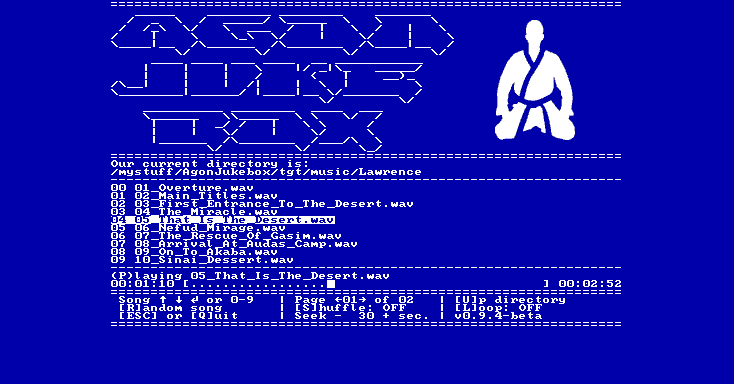 AGON
JUKE
BOX
Our current directory is:
/mystuff/AgonJukebox/tgt/music/Lawrence
00 01_Overture.wav
01 02_Main_Titles.wav
02 03_First_Entrance_To_The_Desert.wav
03 04_The_Miracle.wav
04 05_That_Is_The_Desert.wav
05 06_Nefud_Mirage.wav
06 07_The_Rescue_Of_Gasim.wav
07 08_Arrival_At_Audas_Camp.wav
08 09_On_To_Akaba.wav
09 10_Sinai_Dessert.wav
(P)laying 05_That_Is_The_Desert.wav
00:01:10 [.................. ] 00:02:52
Song ↑ ↓ ↲ or 0-9 | Page ←01→ of 02 | [U]p directory
[R]andom song | [S]huffle: OFF | [L]oop: OFF
[ESC] or [Q]uit | Seek - 30 + sec. | v0.9.4-beta